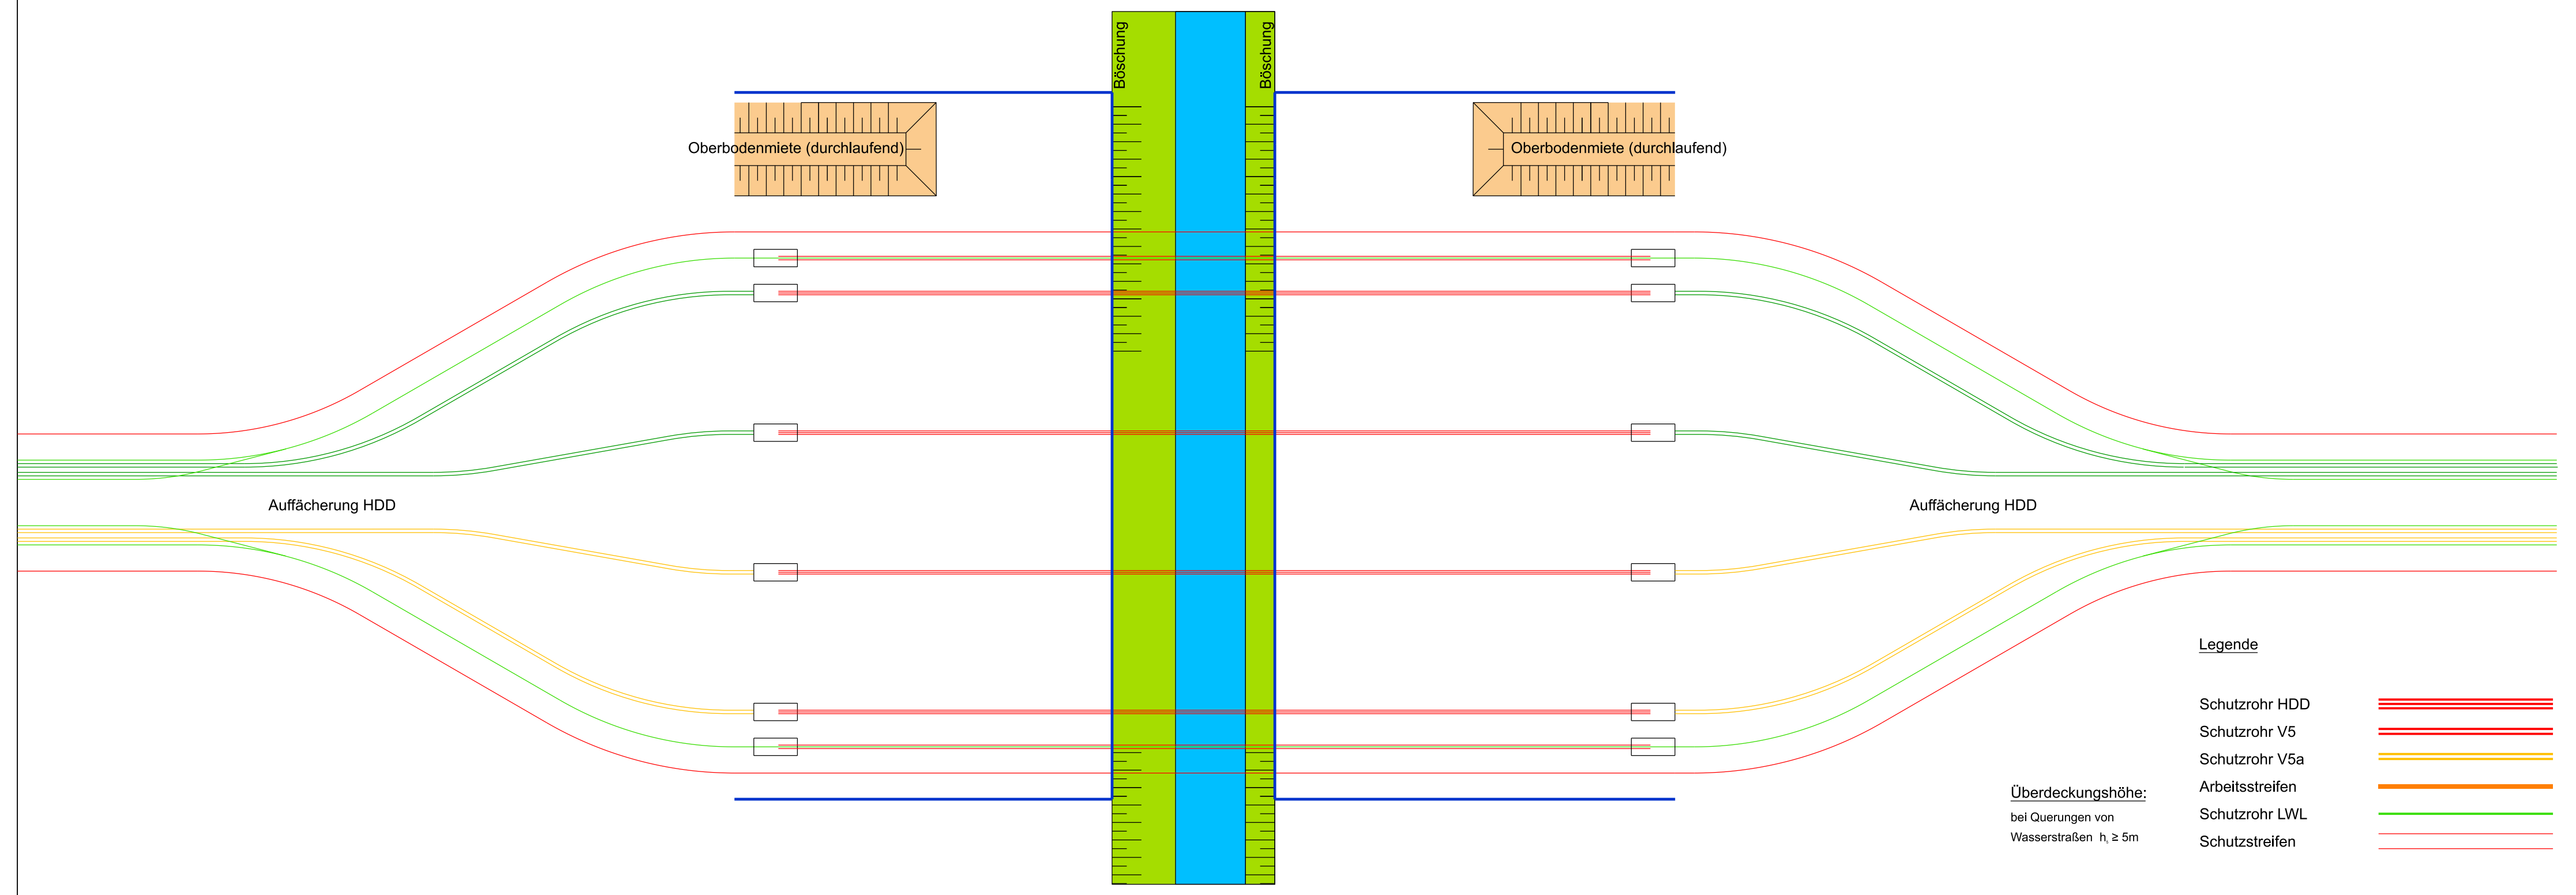 Böschung
Böschung
Oberbodenmiete (durchlaufend)
Oberbodenmiete (durchlaufend)
Auffächerung HDD
Auffächerung HDD
Legende
Schutzrohr HDD
Schutzrohr V5
Schutzrohr V5a
Arbeitsstreifen
Schutzrohr LWL
Schutzstreifen
Überdeckungshöhe:
bei Querungen von
Wasserstraßen h ≥ 5m